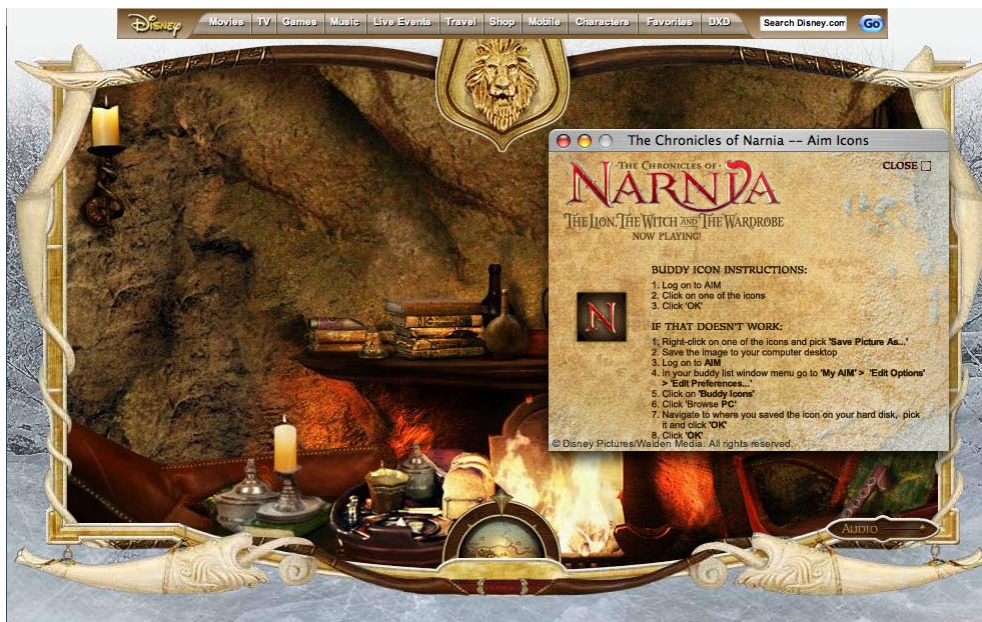 Disney
Movies TV Games Music Live Events Travel Shop Mobile Characters Favorites DXD
Search Disney.com Go
The Chronicles of Narnia -- Aim Icons
CLOSE
THE CHRONICLES OF
NARNIA
THE LION, THE WITCH AND THE WARDROBE
NOW PLAYING!
BUDDY ICON INSTRUCTIONS:
1. Log on to AIM
2. Click on one of the icons
3. Click 'OK'
N
IF THAT DOESN'T WORK:
1. Right-click on one of the icons and pick 'Save Picture As...'
2. Save the image to your computer desktop
3. Log on to AIM
4. In your buddy list window menu go to 'My AIM' > 'Edit Options'
> 'Edit Preferences...'
5. Click on 'Buddy Icons'
6. Click 'Browse PC'
7. Navigate to where you saved the icon on your hard disk, pick
it and click 'OK'
8. Click 'OK'
© Disney Pictures/Walden Media. All rights reserved.
AUDIO